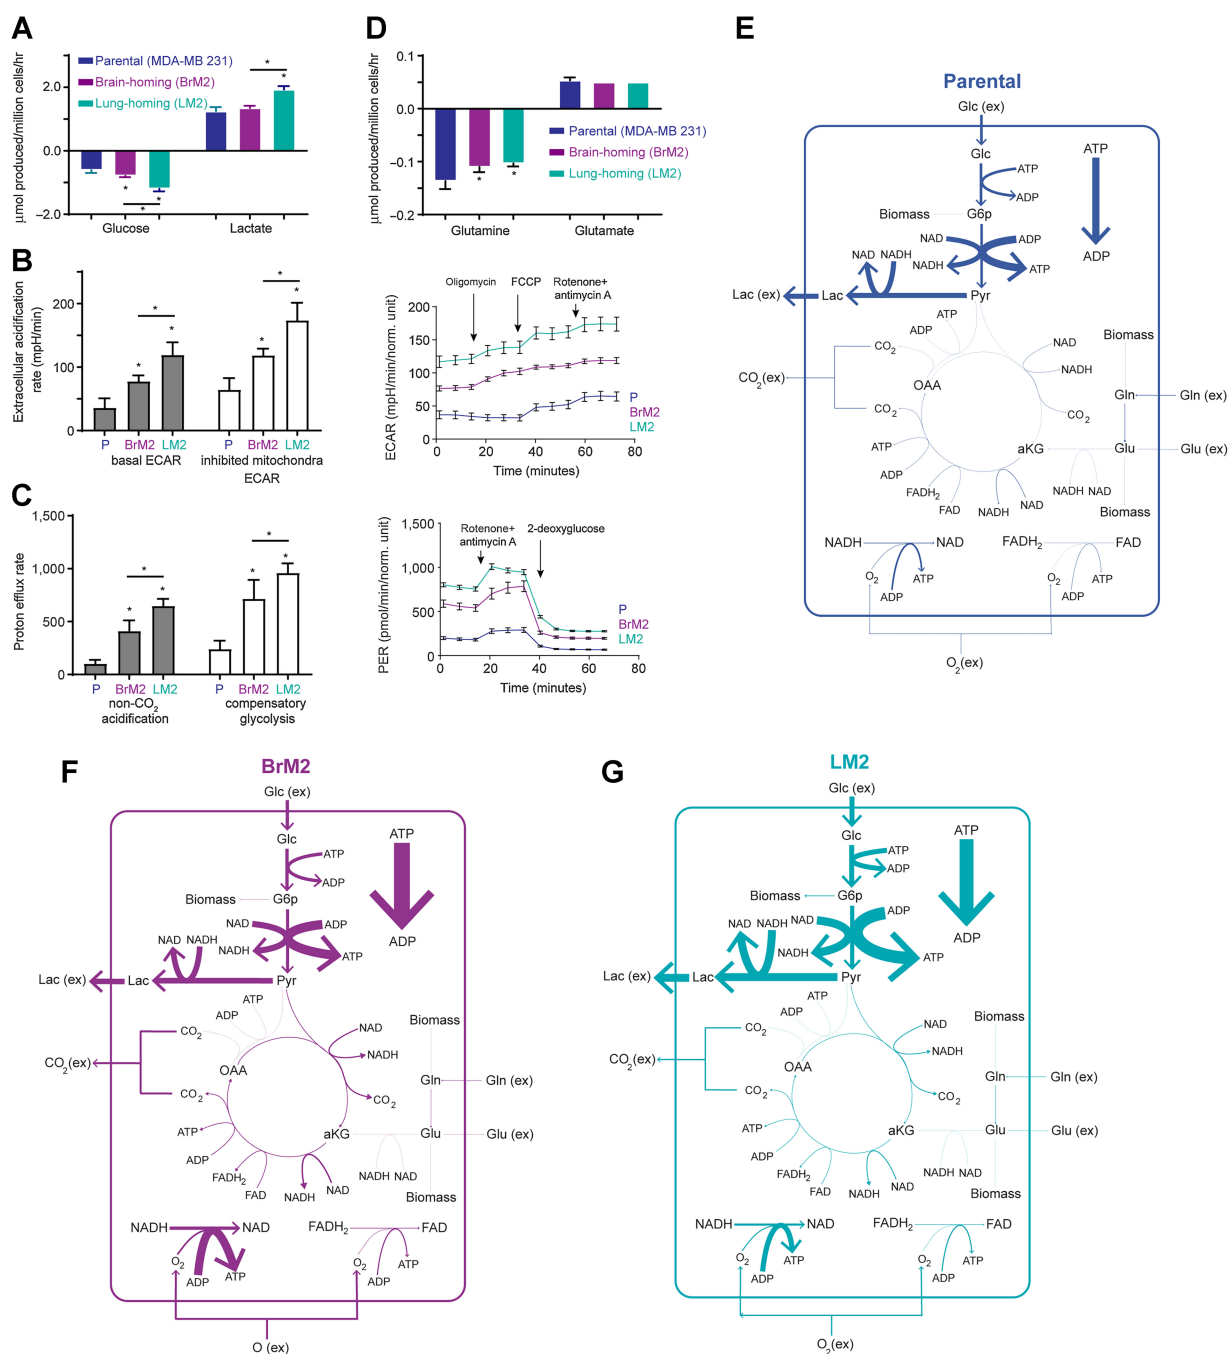 A
μmol produced/million cells/hr
2.0
0.0
−2.0
Parental (MDA-MB 231)
Brain-homing (BrM2)
Lung-homing (LM2)
*
*
*
*
*
Glucose
Lactate
D
μmol produced/million cells/hr
0.1
0.0
−0.1
−0.2
Parental (MDA-MB 231)
Brain-homing (BrM2)
Lung-homing (LM2)
*
*
Glutamine
Glutamate
B
Extracellular acidification
rate (mpH/min)
200
100
0
*
*
*
*
*
*
P
BrM2
LM2
P
BrM2
LM2
basal ECAR
inhibited mitochondra
ECAR
ECAR (mpH/min/norm. unit)
200
150
100
50
0
Oligomycin
FCCP
Rotenone+
antimycin A
P
BrM2
LM2
0
20
40
60
80
Time (minutes)
C
Proton efflux rate
1,500
1,000
500
0
*
*
*
*
*
*
P
BrM2
LM2
P
BrM2
LM2
non-CO2
acidification
compensatory
glycolysis
PER (pmol/min/norm. unit)
1,500
1,000
500
0
Rotenone+
antimycin A
2-deoxyglucose
P
BrM2
LM2
0
20
40
60
80
Time (minutes)
E
Parental
Glc (ex)
Glc
ATP
ATP
ADP
Biomass
G6p
NAD
ADP
NAD
NADH
NADH
ATP
ADP
Lac (ex)
Lac
Pyr
ATP
ADP
Biomass
CO2
NAD
NADH
CO2(ex)
OAA
Gln
Gln (ex)
CO2
CO2
ATP
aKG
Glu
Glu (ex)
ADP
FADH2
FAD
NADH
NAD
NADH
NAD
Biomass
NADH
NAD
FADH2
FAD
O2
ADP
ATP
O2
ADP
ATP
O2(ex)
F
BrM2
Glc (ex)
Glc
ATP
ATP
ADP
Biomass
G6p
NAD
ADP
NAD
NADH
NADH
ATP
ADP
Lac (ex)
Lac
Pyr
ATP
ADP
Biomass
CO2
NAD
NADH
CO2(ex)
OAA
Gln
Gln (ex)
CO2
CO2
ATP
aKG
Glu
Glu (ex)
ADP
FADH2
FAD
NADH
NAD
NADH
NAD
Biomass
NADH
NAD
FADH2
FAD
O2
ADP
ATP
O2
ADP
ATP
O (ex)
G
LM2
Glc (ex)
Glc
ATP
ATP
ADP
Biomass
G6p
NAD
NADH
NAD
ADP
NADH
ATP
ADP
Lac (ex)
Lac
Pyr
ATP
ADP
Biomass
CO2
NAD
NADH
CO2(ex)
OAA
Gln
Gln (ex)
CO2
CO2
ATP
aKG
Glu
Glu (ex)
ADP
FADH2
FAD
NADH
NAD
NADH
NAD
Biomass
NADH
NAD
FADH2
FAD
O2
ADP
ATP
O2
ADP
ATP
O2(ex)